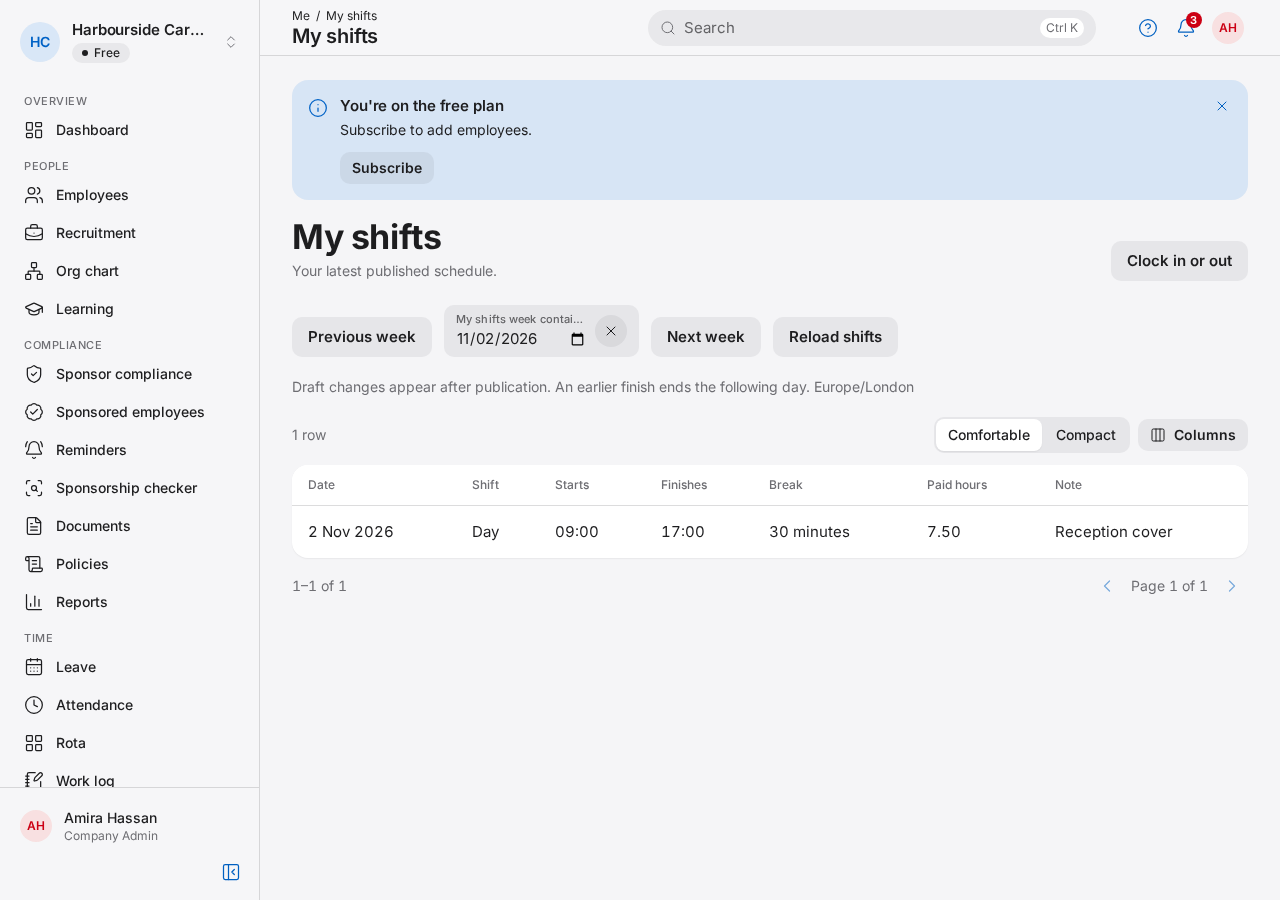 HC
Harbourside Car...
Free
OVERVIEW
Dashboard
PEOPLE
Employees
Recruitment
Org chart
Learning
COMPLIANCE
Sponsor compliance
Sponsored employees
Reminders
Sponsorship checker
Documents
Policies
Reports
TIME
Leave
Attendance
Rota
Work log
AH
Amira Hassan
Company Admin
Me / My shifts
My shifts
Search
Ctrl K
3
AH
You're on the free plan
Subscribe to add employees.
Subscribe
My shifts
Your latest published schedule.
Clock in or out
Previous week
My shifts week contai...
11/02/2026
Next week
Reload shifts
Draft changes appear after publication. An earlier finish ends the following day. Europe/London
1 row
Comfortable
Compact
Columns
Date Shift Starts Finishes Break Paid hours Note
2 Nov 2026 Day 09:00 17:00 30 minutes 7.50 Reception cover
1–1 of 1
Page 1 of 1